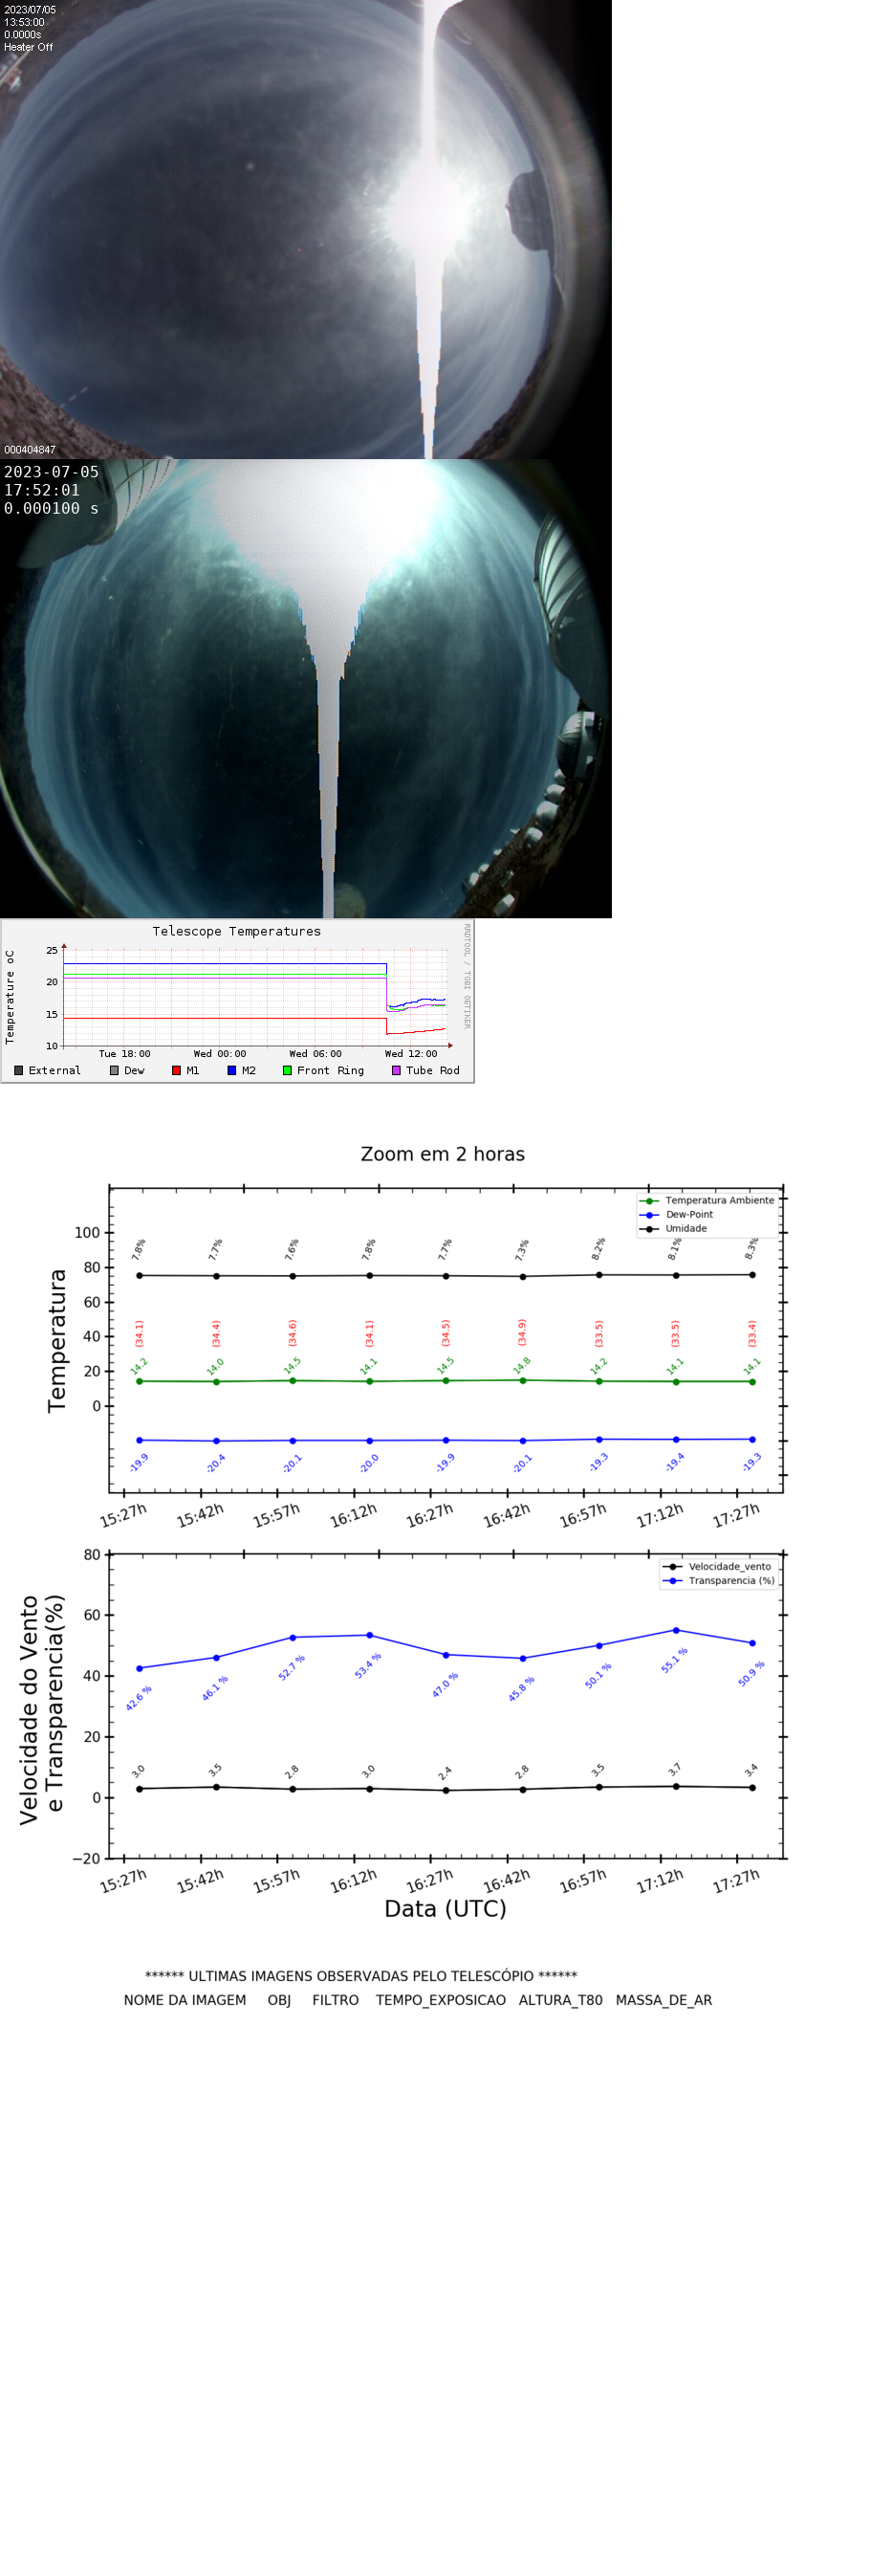 2023/07/05
13:53:00
0.0000s
Heater Off
000404847
2023-07-05
17:52:01
0.000100 s
Telescope Temperatures
RRDTOOL / TOBI OETIKER
Temperature oC
25
20
15
10
Tue 18:00 Wed 00:00 Wed 06:00 Wed 12:00
External Dew M1 M2 Front Ring Tube Rod
Zoom em 2 horas
Temperatura
Temperatura Ambiente
Dew-Point
Umidade
100
80
60
40
20
0
7.8% 7.7% 7.6% 7.8% 7.7% 7.3% 8.2% 8.1% 8.3%
(34.1) (34.4) (34.6) (34.1) (34.5) (34.9) (33.5) (33.5) (33.4)
14.2 14.0 14.5 14.1 14.5 14.8 14.2 14.1 14.1
-19.9 -20.4 -20.1 -20.0 -19.9 -20.1 -19.3 -19.4 -19.3
15:27h 15:42h 15:57h 16:12h 16:27h 16:42h 16:57h 17:12h 17:27h
Velocidade do Vento
e Transparencia(%)
Velocidade_vento
Transparencia (%)
80
60
40
20
0
−20
42.6 % 46.1 % 52.7 % 53.4 % 47.0 % 45.8 % 50.1 % 55.1 % 50.9 %
3.0 3.5 2.8 3.0 2.4 2.8 3.5 3.7 3.4
15:27h 15:42h 15:57h 16:12h 16:27h 16:42h 16:57h 17:12h 17:27h
Data (UTC)
****** ULTIMAS IMAGENS OBSERVADAS PELO TELESCÓPIO ******
NOME DA IMAGEM OBJ FILTRO TEMPO_EXPOSICAO ALTURA_T80 MASSA_DE_AR